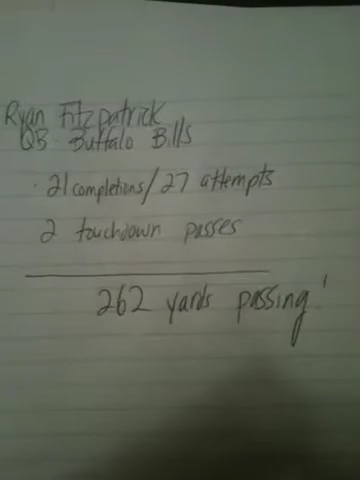 Ryan Fitzpatrick
QB Buffalo Bills
21 completions/27 attempts
2 touchdown passes
262 yards passing!